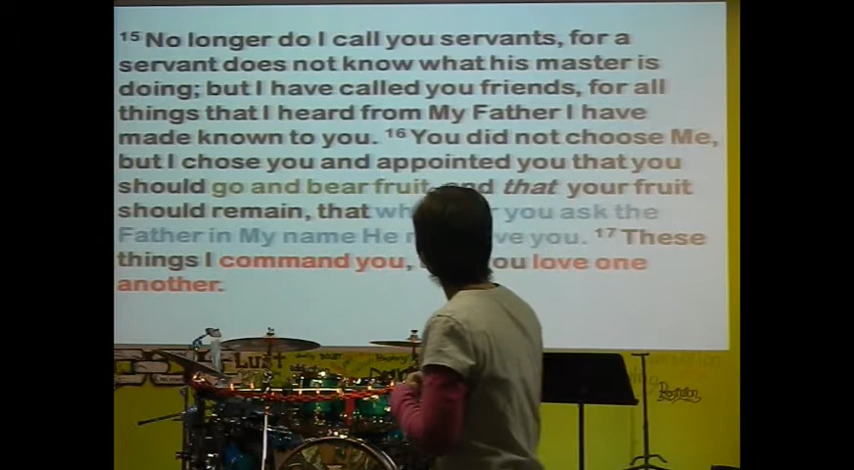 15 No longer do I call you servants, for a
servant does not know what his master is
doing; but I have called you friends, for all
things that I heard from My Father I have
made known to you. 16 You did not choose Me,
but I chose you and appointed you that you
should go and bear fruit, and that your fruit
should remain, that you ask the
Father in My name He you. 17 These
things I command you, you love one
another.
LUST